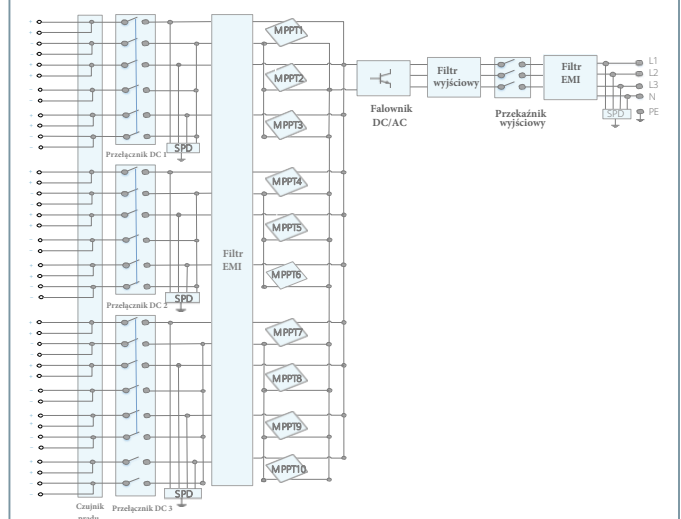 MPPT1
MPPT2
MPPT3
SPD
Przełącznik DC 1
MPPT4
MPPT5
MPPT6
SPD
Przełącznik DC 2
MPPT7
MPPT8
MPPT9
MPPT10
SPD
Czujnik
prądu
Przełącznik DC 3
Filtr
EMI
Falownik
DC/AC
Filtr
wyjściowy
Przekaźnik
wyjściowy
Filtr
EMI
L1
L2
L3
N
SPD
PE